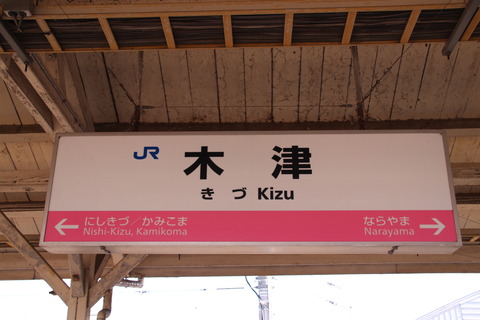 JR 木津
きづ Kizu
← にしきづ／かみこま
Nishi-Kizu, Kamikoma
ならやま →
Narayama